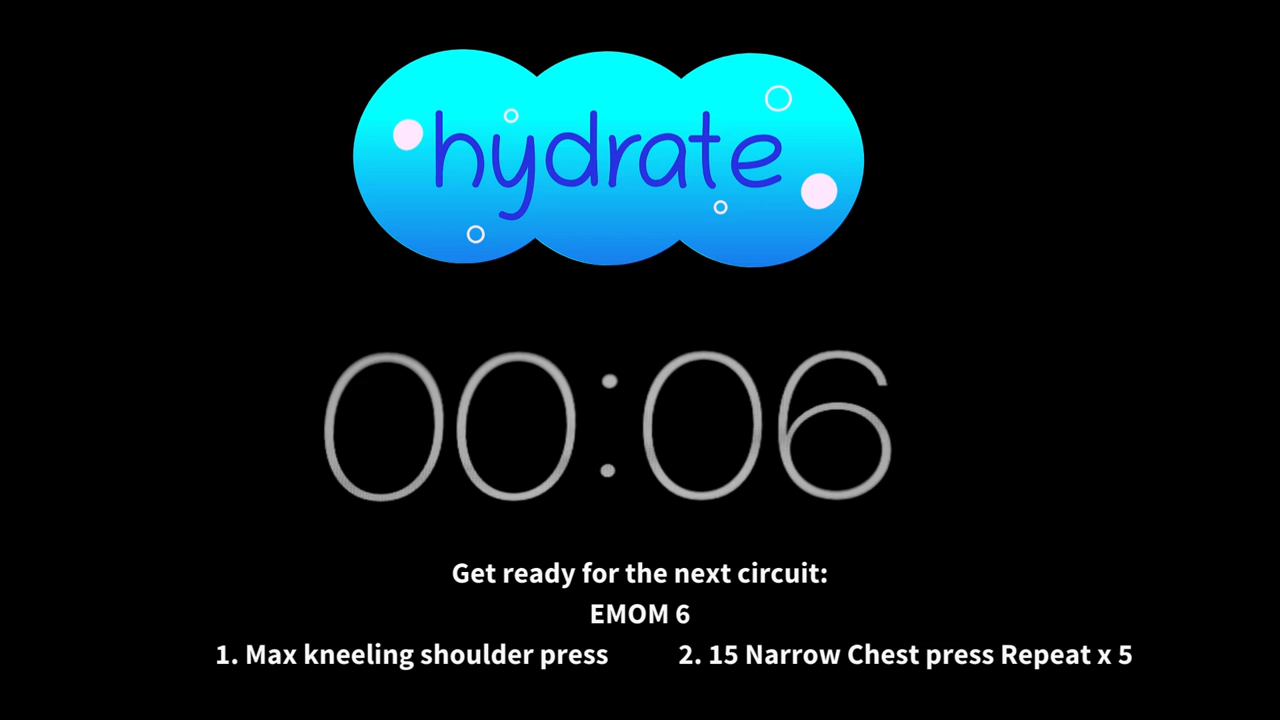 hydrate
00:06
Get ready for the next circuit:
EMOM 6
1. Max kneeling shoulder press 2. 15 Narrow Chest press Repeat x 5